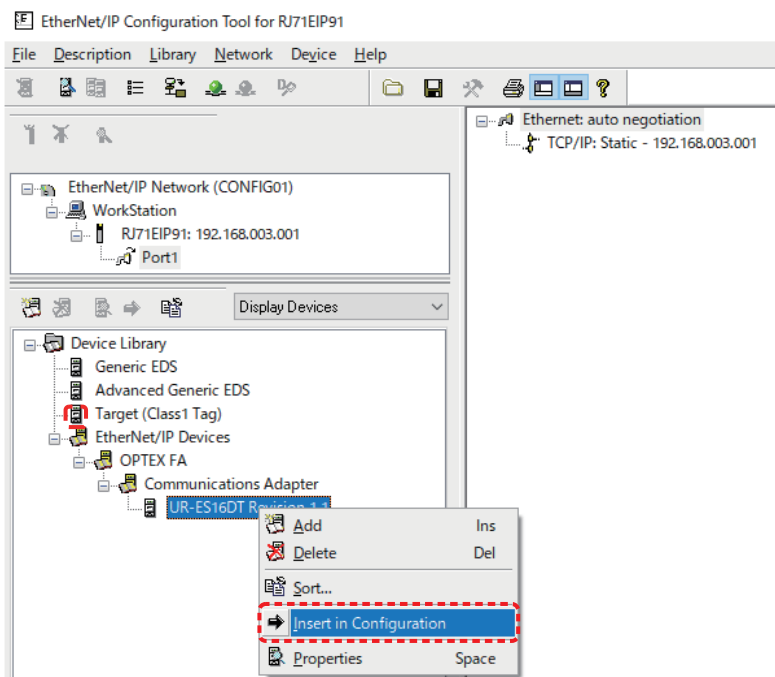 EtherNet/IP Configuration Tool for RJ71EIP91
File Description Library Network Device Help
Ethernet: auto negotiation
TCP/IP: Static - 192.168.003.001
EtherNet/IP Network (CONFIG01)
WorkStation
RJ71EIP91: 192.168.003.001
Port1
Display Devices
Device Library
Generic EDS
Advanced Generic EDS
Target (Class1 Tag)
EtherNet/IP Devices
OPTEX FA
Communications Adapter
UR-ES16DT Revision 1.1
Add Ins
Delete Del
Sort...
Insert in Configuration
Properties Space